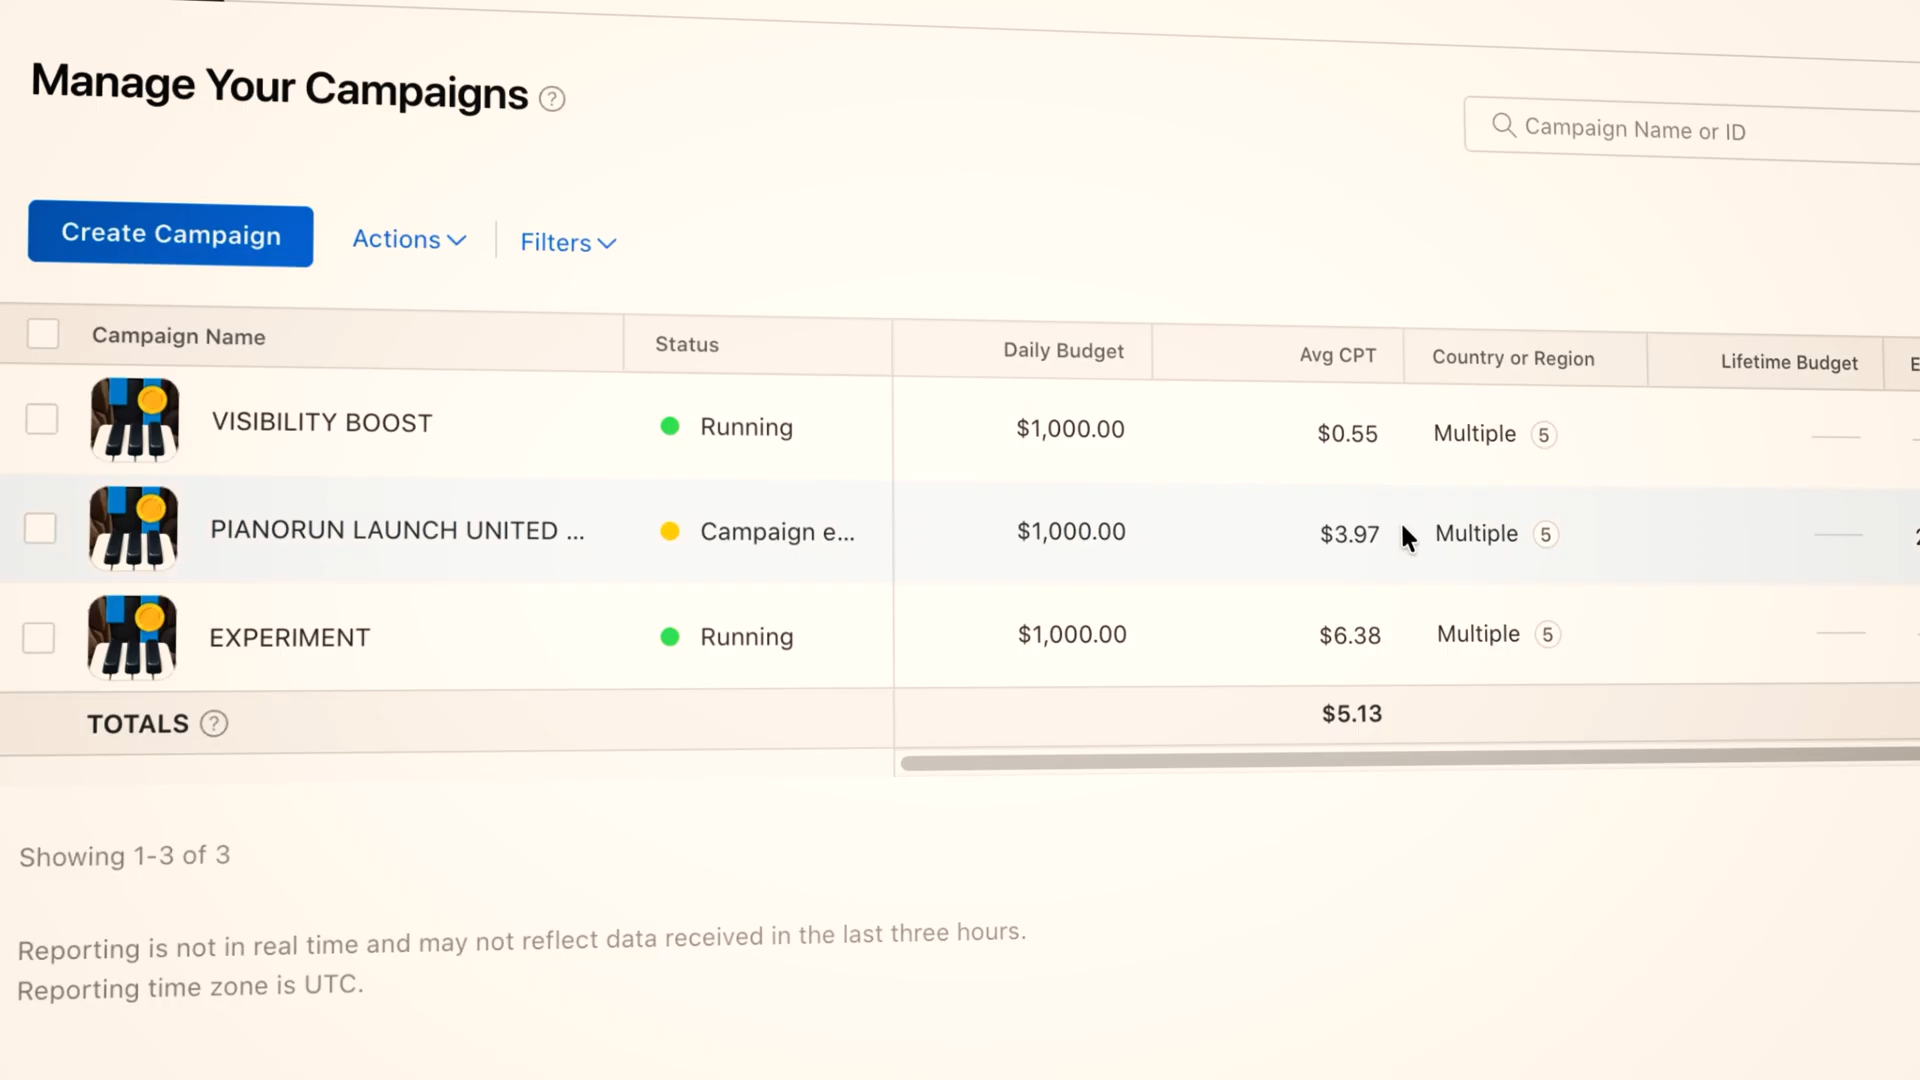 Manage Your Campaigns ?
Campaign Name or ID
Create Campaign Actions Filters
Campaign Name Status Daily Budget Avg CPT Country or Region Lifetime Budget
VISIBILITY BOOST Running $1,000.00 $0.55 Multiple 5
PIANORUN LAUNCH UNITED ... Campaign e... $1,000.00 $3.97 Multiple 5
EXPERIMENT Running $1,000.00 $6.38 Multiple 5
TOTALS ? $5.13
Showing 1-3 of 3
Reporting is not in real time and may not reflect data received in the last three hours.
Reporting time zone is UTC.